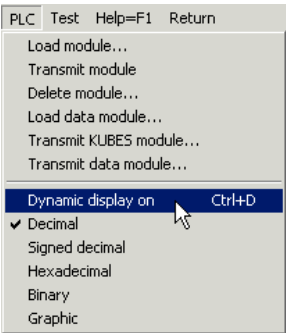 PLC Test Help=F1 Return
Load module...
Transmit module
Delete module...
Load data module...
Transmit KUBES module...
Transmit data module...
Dynamic display on Ctrl+D
✓ Decimal
Signed decimal
Hexadecimal
Binary
Graphic